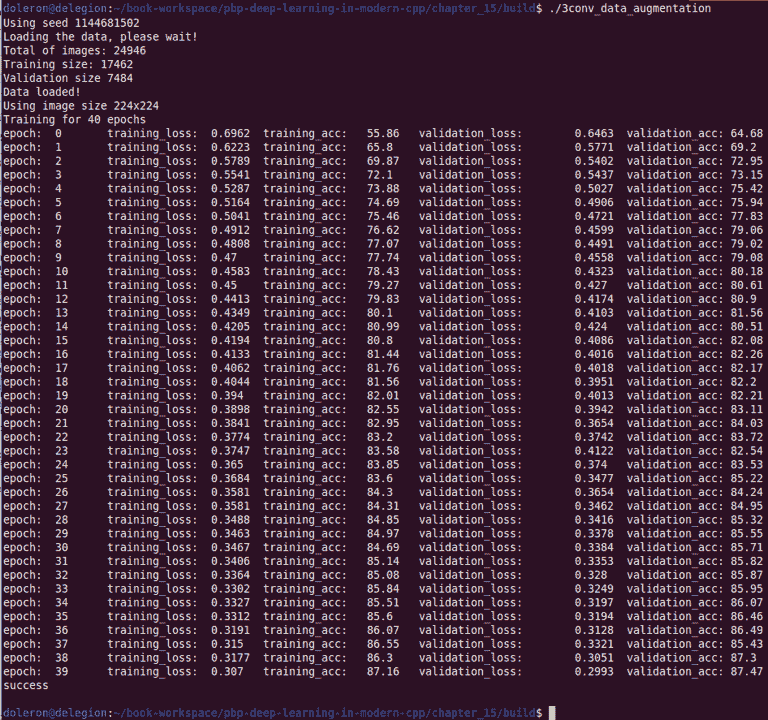 doleron@delegion:~/book-workspace/pbp-deep-learning-in-modern-cpp/chapter_15/build$ ./3conv_data_augmentation
Using seed 1144681502
Loading the data, please wait!
Total of images: 24946
Training size: 17462
Validation size 7484
Data loaded!
Using image size 224x224
Training for 40 epochs
epoch: 0 training_loss: 0.6962 training_acc: 55.86 validation_loss: 0.6463 validation_acc: 64.68
epoch: 1 training_loss: 0.6223 training_acc: 65.8 validation_loss: 0.5771 validation_acc: 69.2
epoch: 2 training_loss: 0.5789 training_acc: 69.87 validation_loss: 0.5402 validation_acc: 72.95
epoch: 3 training_loss: 0.5541 training_acc: 72.1 validation_loss: 0.5437 validation_acc: 73.15
epoch: 4 training_loss: 0.5287 training_acc: 73.88 validation_loss: 0.5027 validation_acc: 75.42
epoch: 5 training_loss: 0.5164 training_acc: 74.69 validation_loss: 0.4906 validation_acc: 75.94
epoch: 6 training_loss: 0.5041 training_acc: 75.46 validation_loss: 0.4721 validation_acc: 77.83
epoch: 7 training_loss: 0.4912 training_acc: 76.62 validation_loss: 0.4599 validation_acc: 79.06
epoch: 8 training_loss: 0.4808 training_acc: 77.07 validation_loss: 0.4491 validation_acc: 79.02
epoch: 9 training_loss: 0.47 training_acc: 77.74 validation_loss: 0.4558 validation_acc: 79.08
epoch: 10 training_loss: 0.4583 training_acc: 78.43 validation_loss: 0.4323 validation_acc: 80.18
epoch: 11 training_loss: 0.45 training_acc: 79.27 validation_loss: 0.427 validation_acc: 80.61
epoch: 12 training_loss: 0.4413 training_acc: 79.83 validation_loss: 0.4174 validation_acc: 80.9
epoch: 13 training_loss: 0.4349 training_acc: 80.1 validation_loss: 0.4103 validation_acc: 81.56
epoch: 14 training_loss: 0.4205 training_acc: 80.99 validation_loss: 0.424 validation_acc: 80.51
epoch: 15 training_loss: 0.4194 training_acc: 80.8 validation_loss: 0.4086 validation_acc: 82.08
epoch: 16 training_loss: 0.4133 training_acc: 81.44 validation_loss: 0.4016 validation_acc: 82.26
epoch: 17 training_loss: 0.4062 training_acc: 81.76 validation_loss: 0.4018 validation_acc: 82.17
epoch: 18 training_loss: 0.4044 training_acc: 81.56 validation_loss: 0.3951 validation_acc: 82.2
epoch: 19 training_loss: 0.394 training_acc: 82.01 validation_loss: 0.4013 validation_acc: 82.21
epoch: 20 training_loss: 0.3898 training_acc: 82.55 validation_loss: 0.3942 validation_acc: 83.11
epoch: 21 training_loss: 0.3841 training_acc: 82.95 validation_loss: 0.3654 validation_acc: 84.03
epoch: 22 training_loss: 0.3774 training_acc: 83.2 validation_loss: 0.3742 validation_acc: 83.72
epoch: 23 training_loss: 0.3747 training_acc: 83.58 validation_loss: 0.4122 validation_acc: 82.54
epoch: 24 training_loss: 0.365 training_acc: 83.85 validation_loss: 0.374 validation_acc: 83.53
epoch: 25 training_loss: 0.3684 training_acc: 83.6 validation_loss: 0.3477 validation_acc: 85.22
epoch: 26 training_loss: 0.3581 training_acc: 84.3 validation_loss: 0.3654 validation_acc: 84.24
epoch: 27 training_loss: 0.3581 training_acc: 84.31 validation_loss: 0.3462 validation_acc: 84.95
epoch: 28 training_loss: 0.3488 training_acc: 84.85 validation_loss: 0.3416 validation_acc: 85.32
epoch: 29 training_loss: 0.3463 training_acc: 84.97 validation_loss: 0.3378 validation_acc: 85.55
epoch: 30 training_loss: 0.3467 training_acc: 84.69 validation_loss: 0.3384 validation_acc: 85.71
epoch: 31 training_loss: 0.3406 training_acc: 85.14 validation_loss: 0.3353 validation_acc: 85.82
epoch: 32 training_loss: 0.3364 training_acc: 85.08 validation_loss: 0.328 validation_acc: 85.87
epoch: 33 training_loss: 0.3302 training_acc: 85.84 validation_loss: 0.3249 validation_acc: 85.95
epoch: 34 training_loss: 0.3327 training_acc: 85.51 validation_loss: 0.3197 validation_acc: 86.07
epoch: 35 training_loss: 0.3312 training_acc: 85.6 validation_loss: 0.3194 validation_acc: 86.46
epoch: 36 training_loss: 0.3191 training_acc: 86.07 validation_loss: 0.3128 validation_acc: 86.49
epoch: 37 training_loss: 0.315 training_acc: 86.55 validation_loss: 0.3321 validation_acc: 85.43
epoch: 38 training_loss: 0.3177 training_acc: 86.3 validation_loss: 0.3051 validation_acc: 87.3
epoch: 39 training_loss: 0.307 training_acc: 87.16 validation_loss: 0.2993 validation_acc: 87.47
success
doleron@delegion:~/book-workspace/pbp-deep-learning-in-modern-cpp/chapter_15/build$